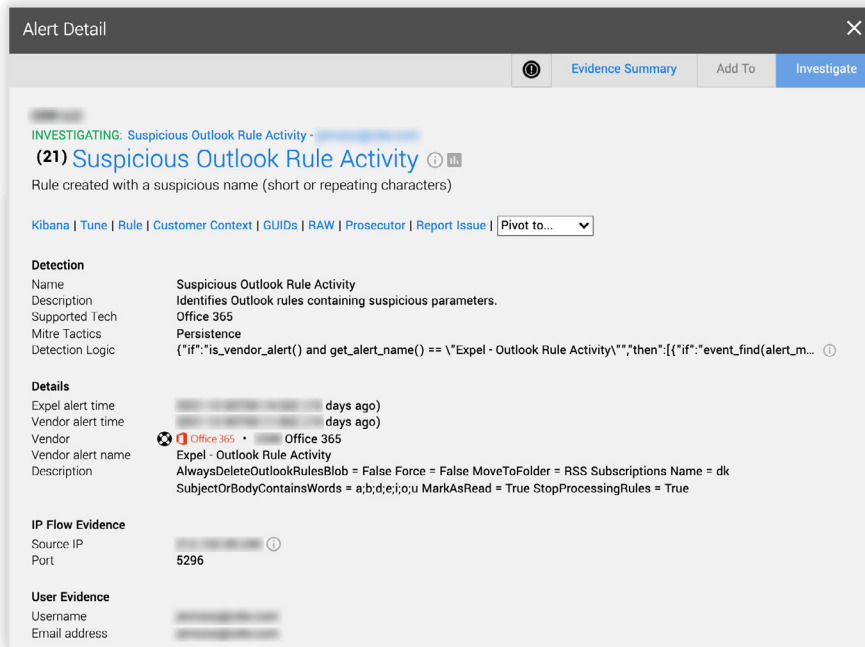 Alert Detail
Evidence Summary Add To Investigate
INVESTIGATING: Suspicious Outlook Rule Activity -
(21) Suspicious Outlook Rule Activity
Rule created with a suspicious name (short or repeating characters)
Kibana | Tune | Rule | Customer Context | GUIDs | RAW | Prosecutor | Report Issue | Pivot to...
Detection
Name Suspicious Outlook Rule Activity
Description Identifies Outlook rules containing suspicious parameters.
Supported Tech Office 365
Mitre Tactics Persistence
Detection Logic {"if":"is_vendor_alert() and get_alert_name() == \"Expel - Outlook Rule Activity\"","then":[{"if":"event_find(alert_m...
Details
Expel alert time days ago)
Vendor alert time days ago)
Vendor Office 365 • Office 365
Vendor alert name Expel - Outlook Rule Activity
Description AlwaysDeleteOutlookRulesBlob = False Force = False MoveToFolder = RSS Subscriptions Name = dk
SubjectOrBodyContainsWords = a;b;d;e;i;o;u MarkAsRead = True StopProcessingRules = True
IP Flow Evidence
Source IP
Port 5296
User Evidence
Username
Email address